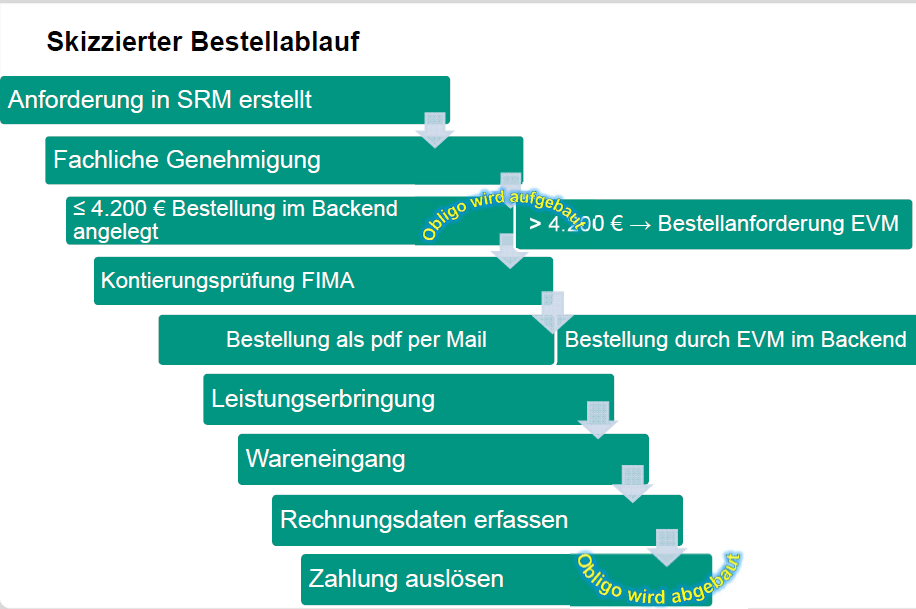 Skizzierter Bestellablauf
Anforderung in SRM erstellt
Fachliche Genehmigung
≤ 4.200 € Bestellung im Backend
angelegt
Obligo wird aufgebaut
> 4.200 € → Bestellanforderung EVM
Kontierungsprüfung FIMA
Bestellung als pdf per Mail
Bestellung durch EVM im Backend
Leistungserbringung
Wareneingang
Rechnungsdaten erfassen
Zahlung auslösen
Obligo wird abgebaut